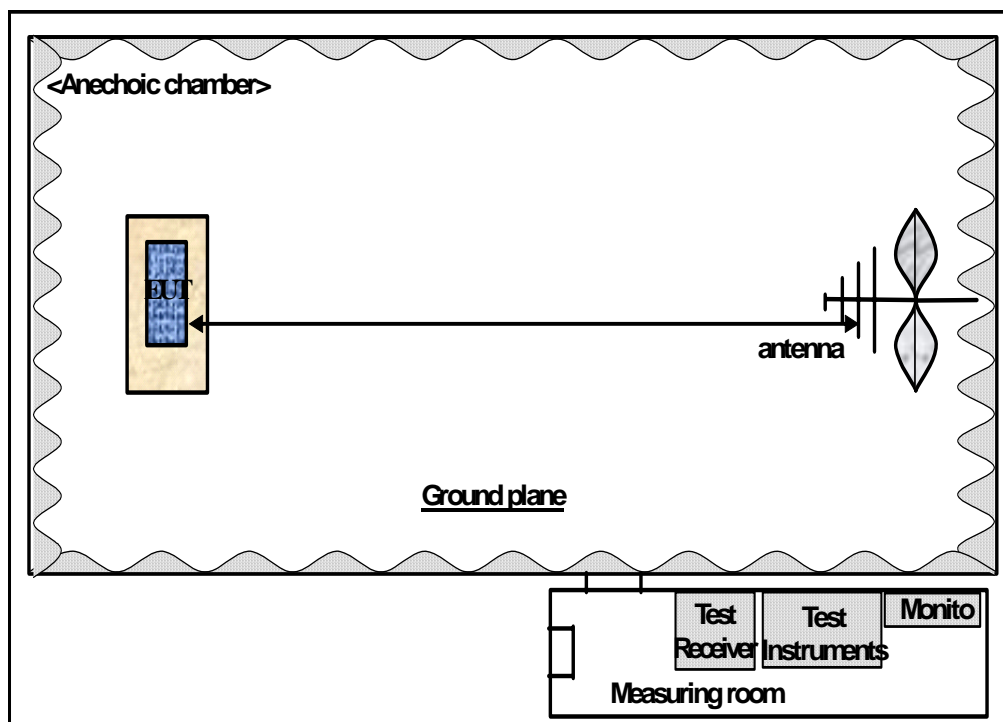 <Anechoic chamber>
EUT
antenna
Ground plane
Test
Receiver
Test
Instruments
Monito
Measuring room